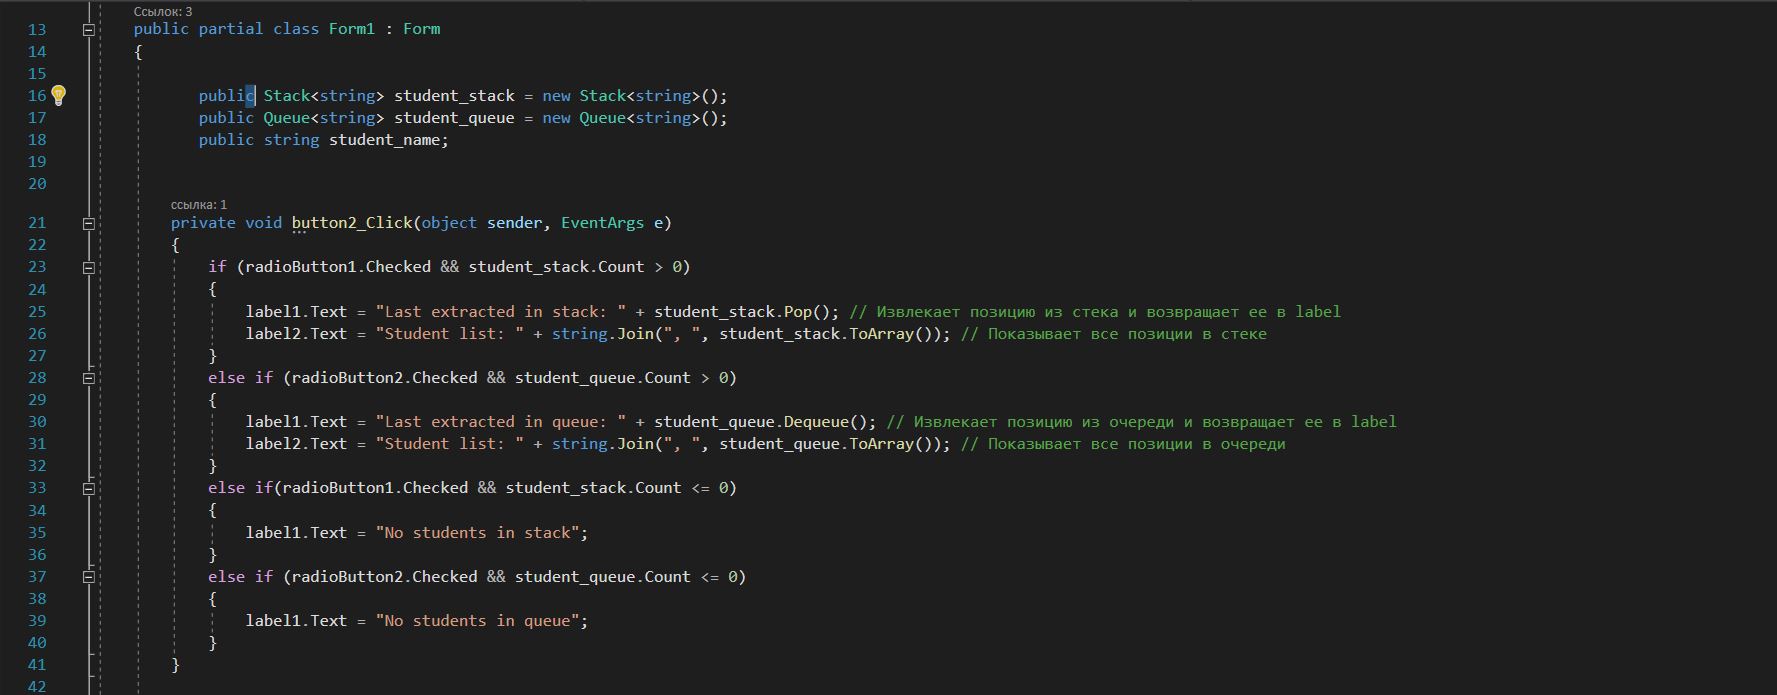 Ссылок: 3
13 public partial class Form1 : Form
14 {
15
16 public Stack<string> student_stack = new Stack<string>();
17 public Queue<string> student_queue = new Queue<string>();
18 public string student_name;
19
20
ссылка: 1
21 private void button2_Click(object sender, EventArgs e)
22 {
23 if (radioButton1.Checked && student_stack.Count > 0)
24 {
25 label1.Text = "Last extracted in stack: " + student_stack.Pop(); // Извлекает позицию из стека и возвращает ее в label
26 label2.Text = "Student list: " + string.Join(", ", student_stack.ToArray()); // Показывает все позиции в стеке
27 }
28 else if (radioButton2.Checked && student_queue.Count > 0)
29 {
30 label1.Text = "Last extracted in queue: " + student_queue.Dequeue(); // Извлекает позицию из очереди и возвращает ее в label
31 label2.Text = "Student list: " + string.Join(", ", student_queue.ToArray()); // Показывает все позиции в очереди
32 }
33 else if(radioButton1.Checked && student_stack.Count <= 0)
34 {
35 label1.Text = "No students in stack";
36 }
37 else if (radioButton2.Checked && student_queue.Count <= 0)
38 {
39 label1.Text = "No students in queue";
40 }
41 }
42